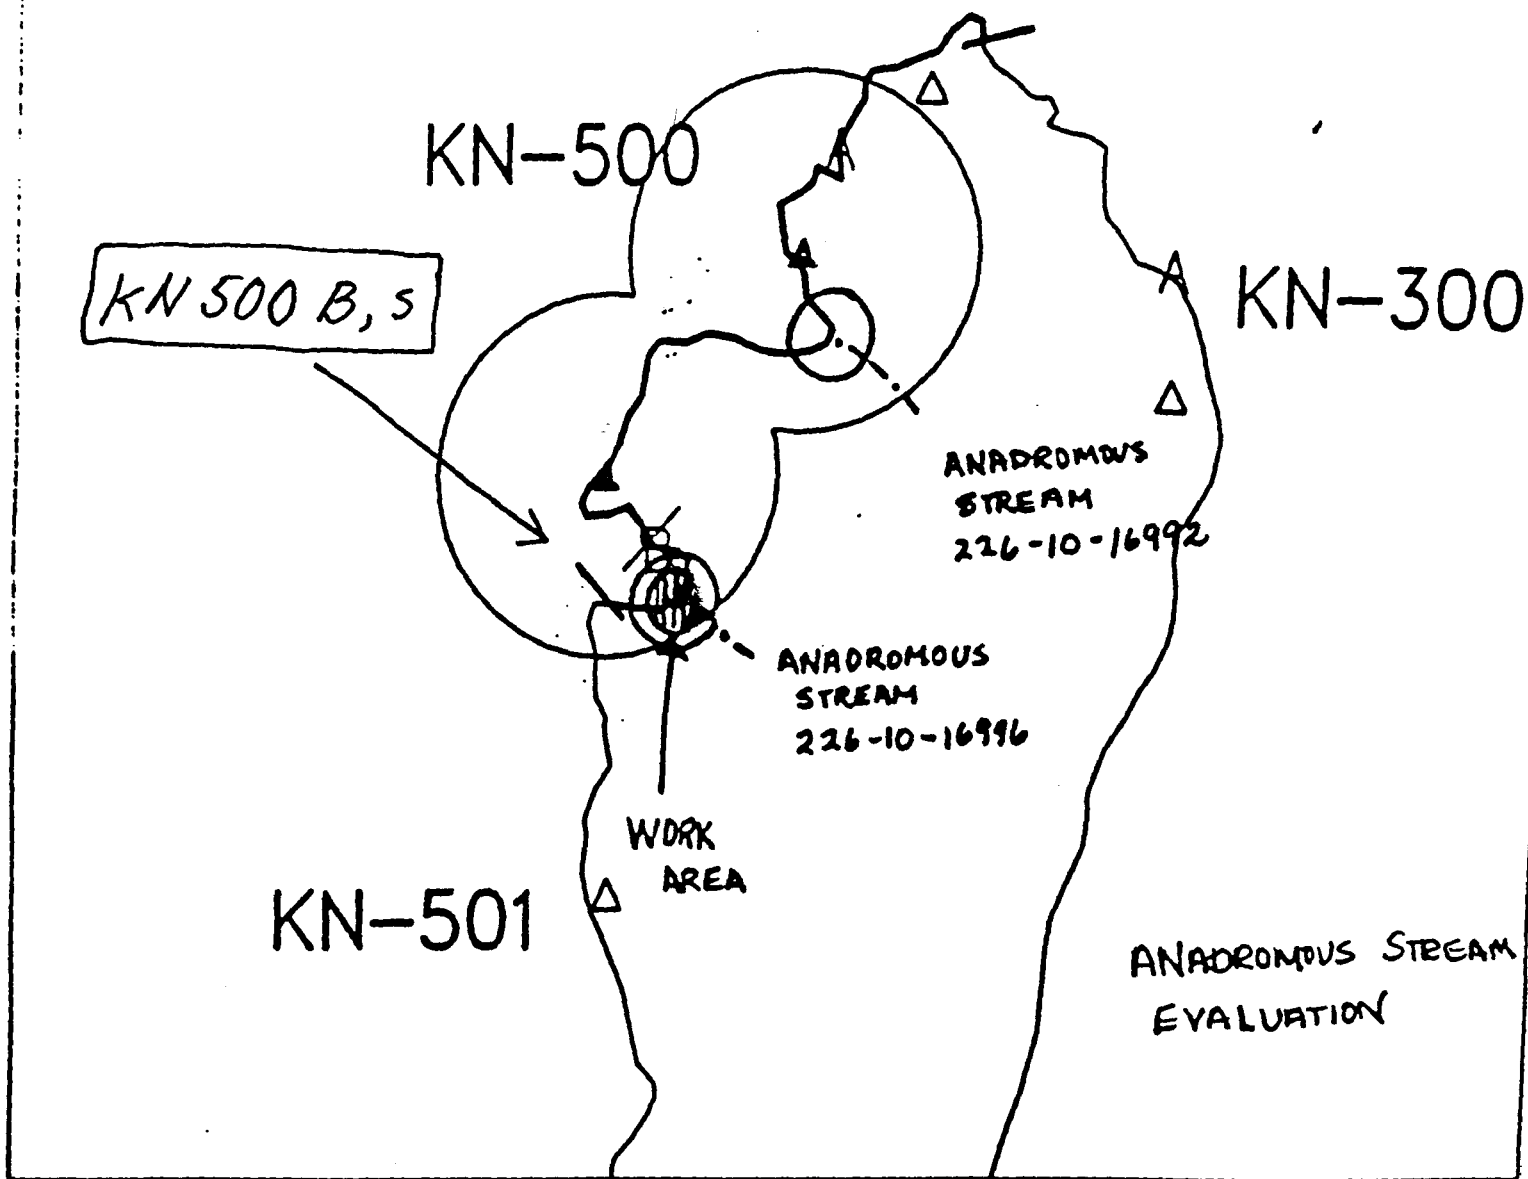 KN-500
KN 500 B, S
KN-300
ANADROMOUS
STREAM
226-10-16992
ANADROMOUS
STREAM
226-10-16996
WORK
AREA
KN-501
ANADROMOUS STREAM
EVALUATION